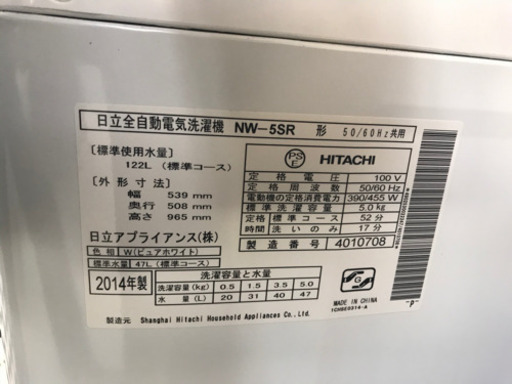 日立全自動電気洗濯機 NW-5SR 形 50/60Hz共用
〔標準使用水量〕
122L (標準コース)
〔外形寸法〕
幅 539 mm
奥行 508 mm
高さ 965 mm
日立アプライアンス(株)
色相 W(ピュアホワイト)
標準水量 47L (標準コース)
PS E HITACHI
定格電圧 100 V
定格周波数 50/60 Hz
電動機の定格消費電力 390/455 W
標準洗濯容量 5.0kg
定格 標準コース 52分
時間 洗いのみ 17分
製造番号 4010708
2014年製
洗濯容量と水量
洗濯容量(kg) 0.5 1.5 3.5 5.0
水量(L) 20 31 40 47
MADE IN CHINA
"P"
製造元 Shanghai Hitachi Household Appliances Co., Ltd.